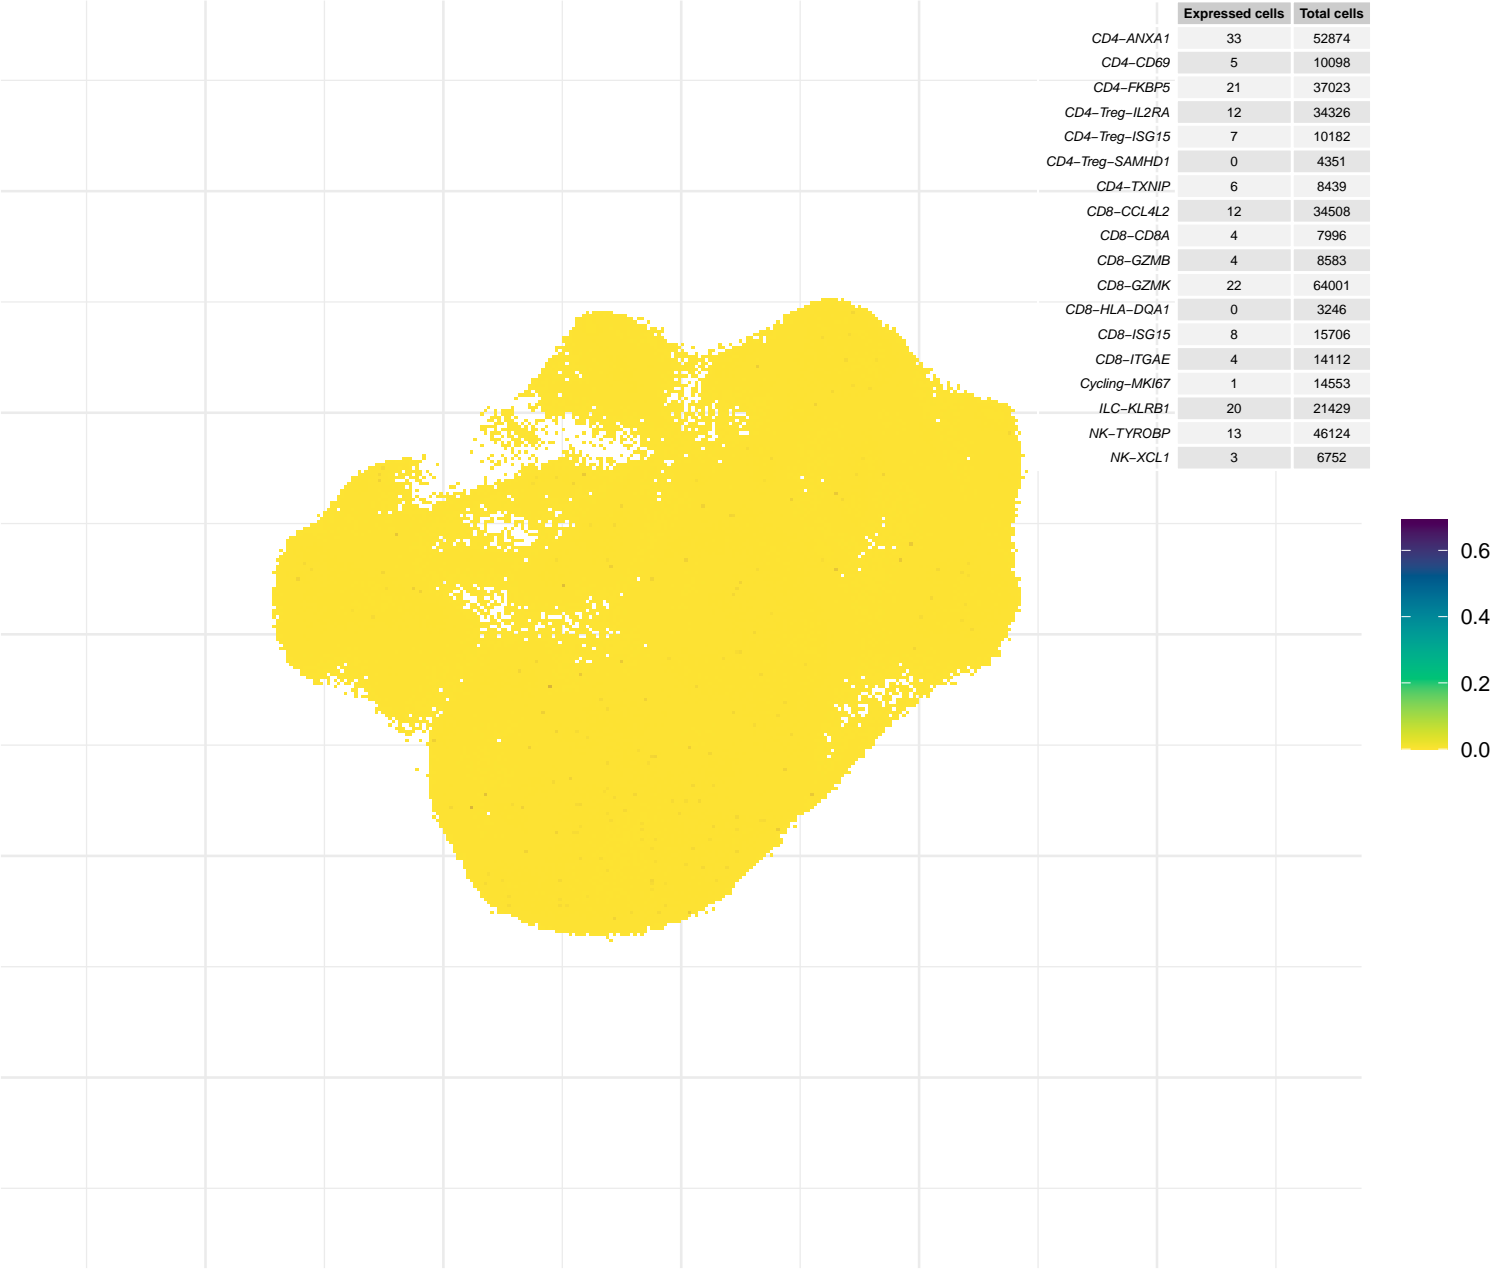 Expressed cells Total cells
CD4−ANXA1 33 52874
CD4−CD69 5 10098
CD4−FKBP5 21 37023
CD4−Treg−IL2RA 12 34326
CD4−Treg−ISG15 7 10182
CD4−Treg−SAMHD1 0 4351
CD4−TXNIP 6 8439
CD8−CCL4L2 12 34508
CD8−CD8A 4 7996
CD8−GZMB 4 8583
CD8−GZMK 22 64001
CD8−HLA−DQA1 0 3246
CD8−ISG15 8 15706
CD8−ITGAE 4 14112
Cycling−MKI67 1 14553
ILC−KLRB1 20 21429
NK−TYROBP 13 46124
NK−XCL1 3 6752
0.6
0.4
0.2
0.0